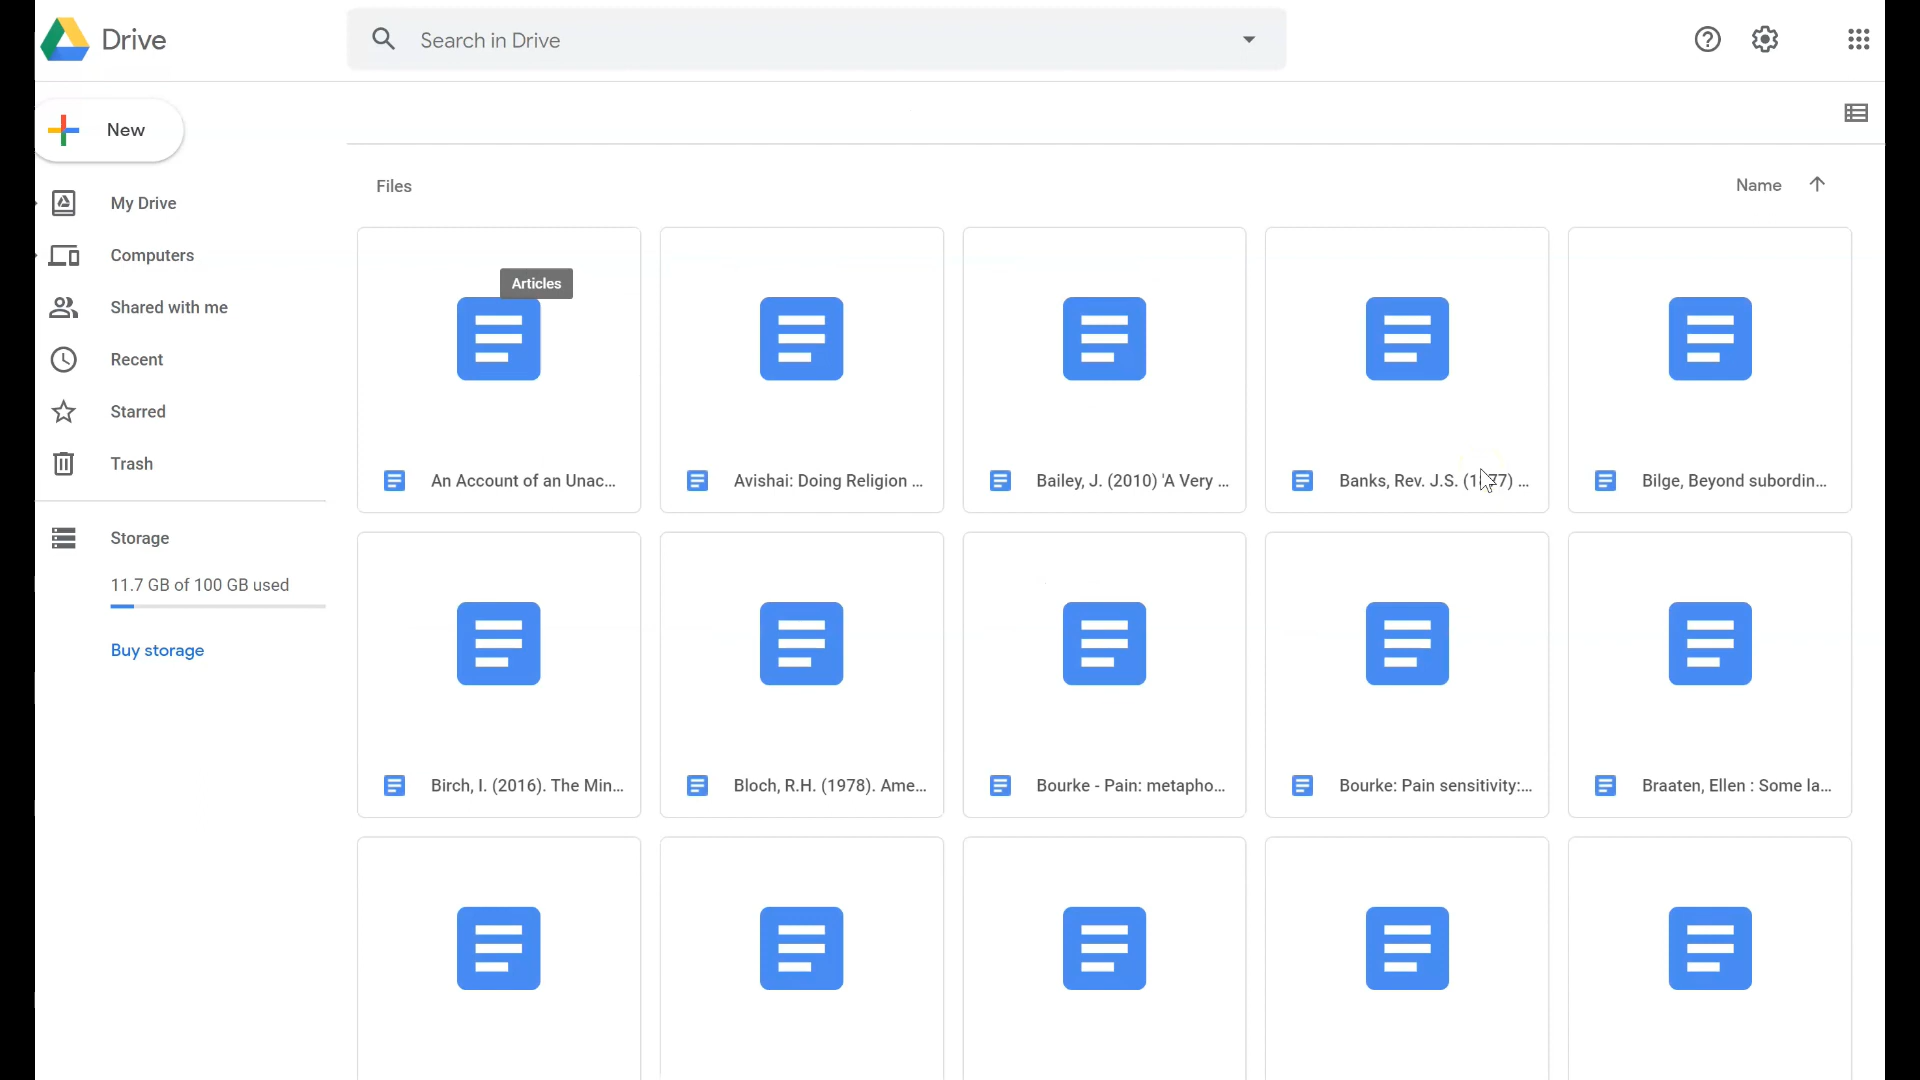 Drive
Search in Drive
New
My Drive
Computers
Shared with me
Recent
Starred
Trash
Storage
11.7 GB of 100 GB used
Buy storage
Files
Name
Articles
An Account of an Unac...
Avishai: Doing Religion ...
Bailey, J. (2010) 'A Very ...
Banks, Rev. J.S. (1877) ...
Bilge, Beyond subordin...
Birch, I. (2016). The Min...
Bloch, R.H. (1978). Ame...
Bourke - Pain: metapho...
Bourke: Pain sensitivity:...
Braaten, Ellen : Some la...